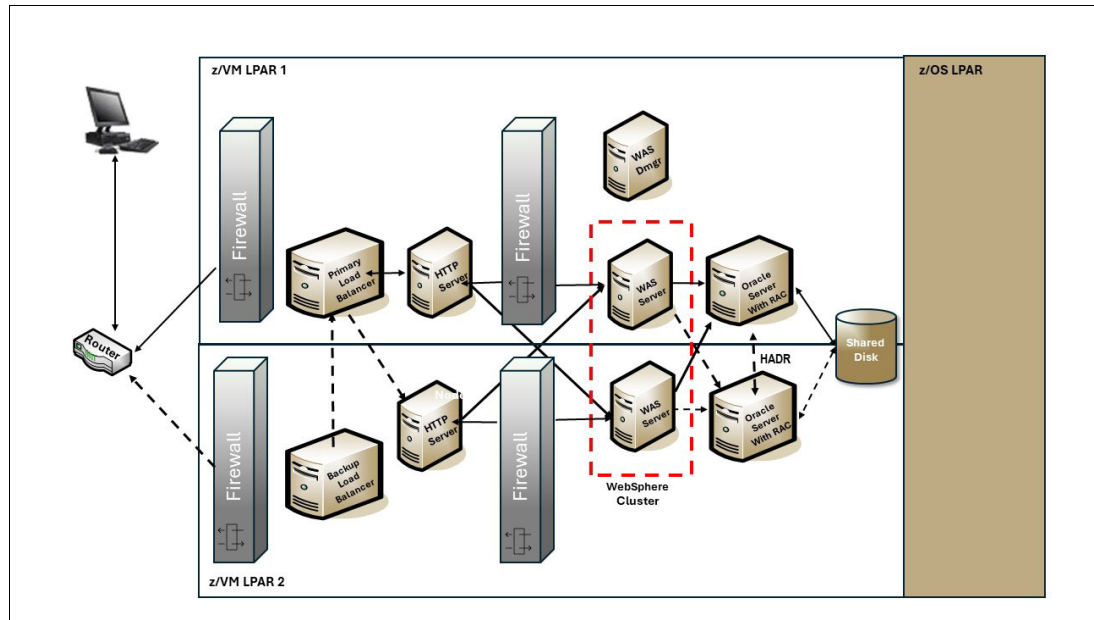 z/VM LPAR 1
z/OS LPAR
Firewall
Firewall
WAS
Dmgr
Primary
Load
Balancer
HTTP
Server
WAS
Server
Oracle
Server
With RAC
Router
Shared
Disk
HADR
Firewall
Node
HTTP
Server
Firewall
WAS
Server
Oracle
Server
With RAC
Backup
Load
Balancer
WebSphere
Cluster
z/VM LPAR 2